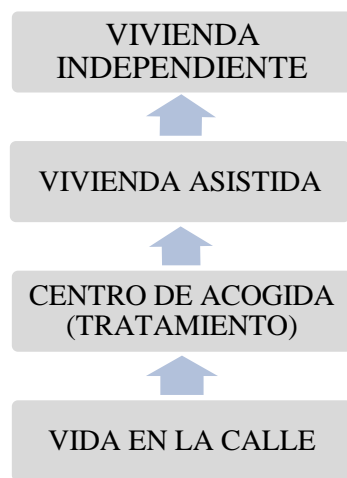 VIVIENDA
INDEPENDIENTE
VIVIENDA ASISTIDA
CENTRO DE ACOGIDA
(TRATAMIENTO)
VIDA EN LA CALLE